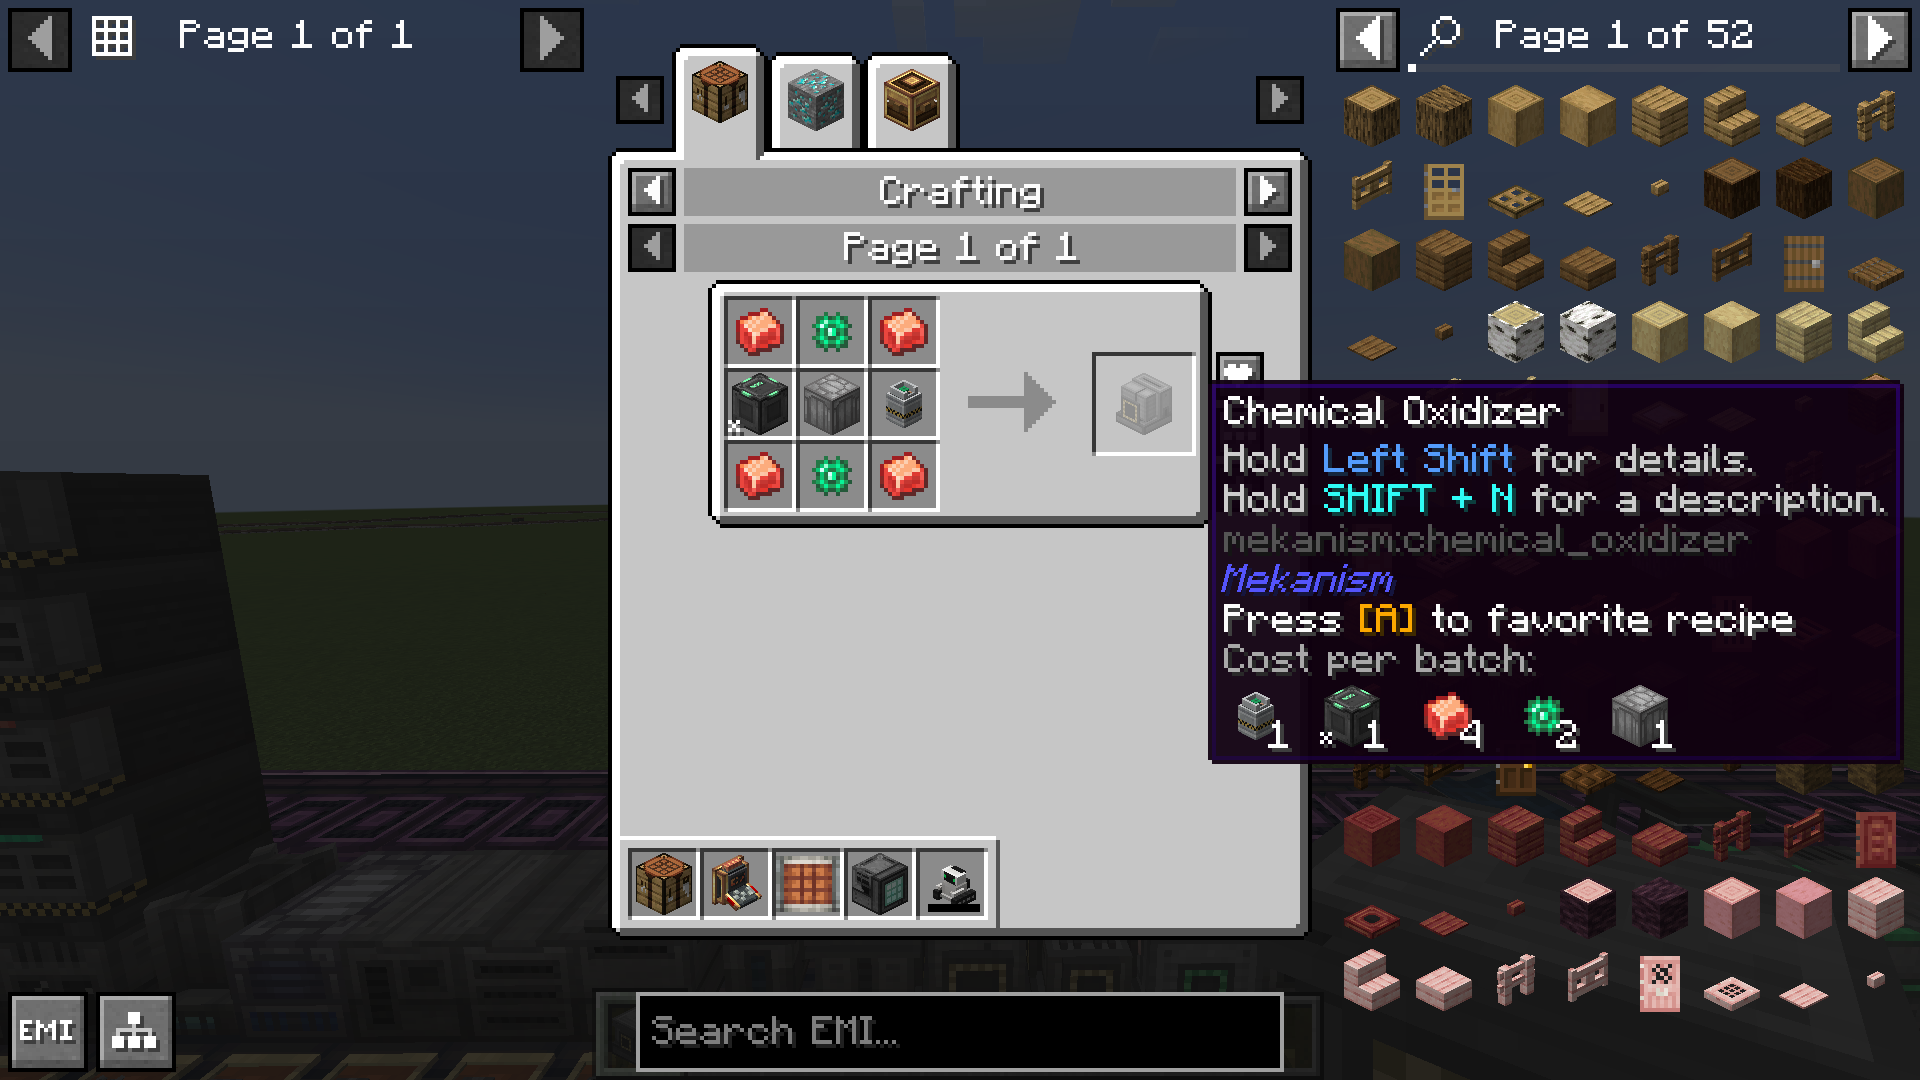 Page 1 of 1
Page 1 of 52
Crafting
Page 1 of 1
Chemical Oxidizer
Hold Left Shift for details.
Hold SHIFT + N for a description.
mekanism:chemical_oxidizer
Mekanism
Press [A] to favorite recipe
Cost per batch:
1 x 1 4 2 1
x
EMI
Search EMI...